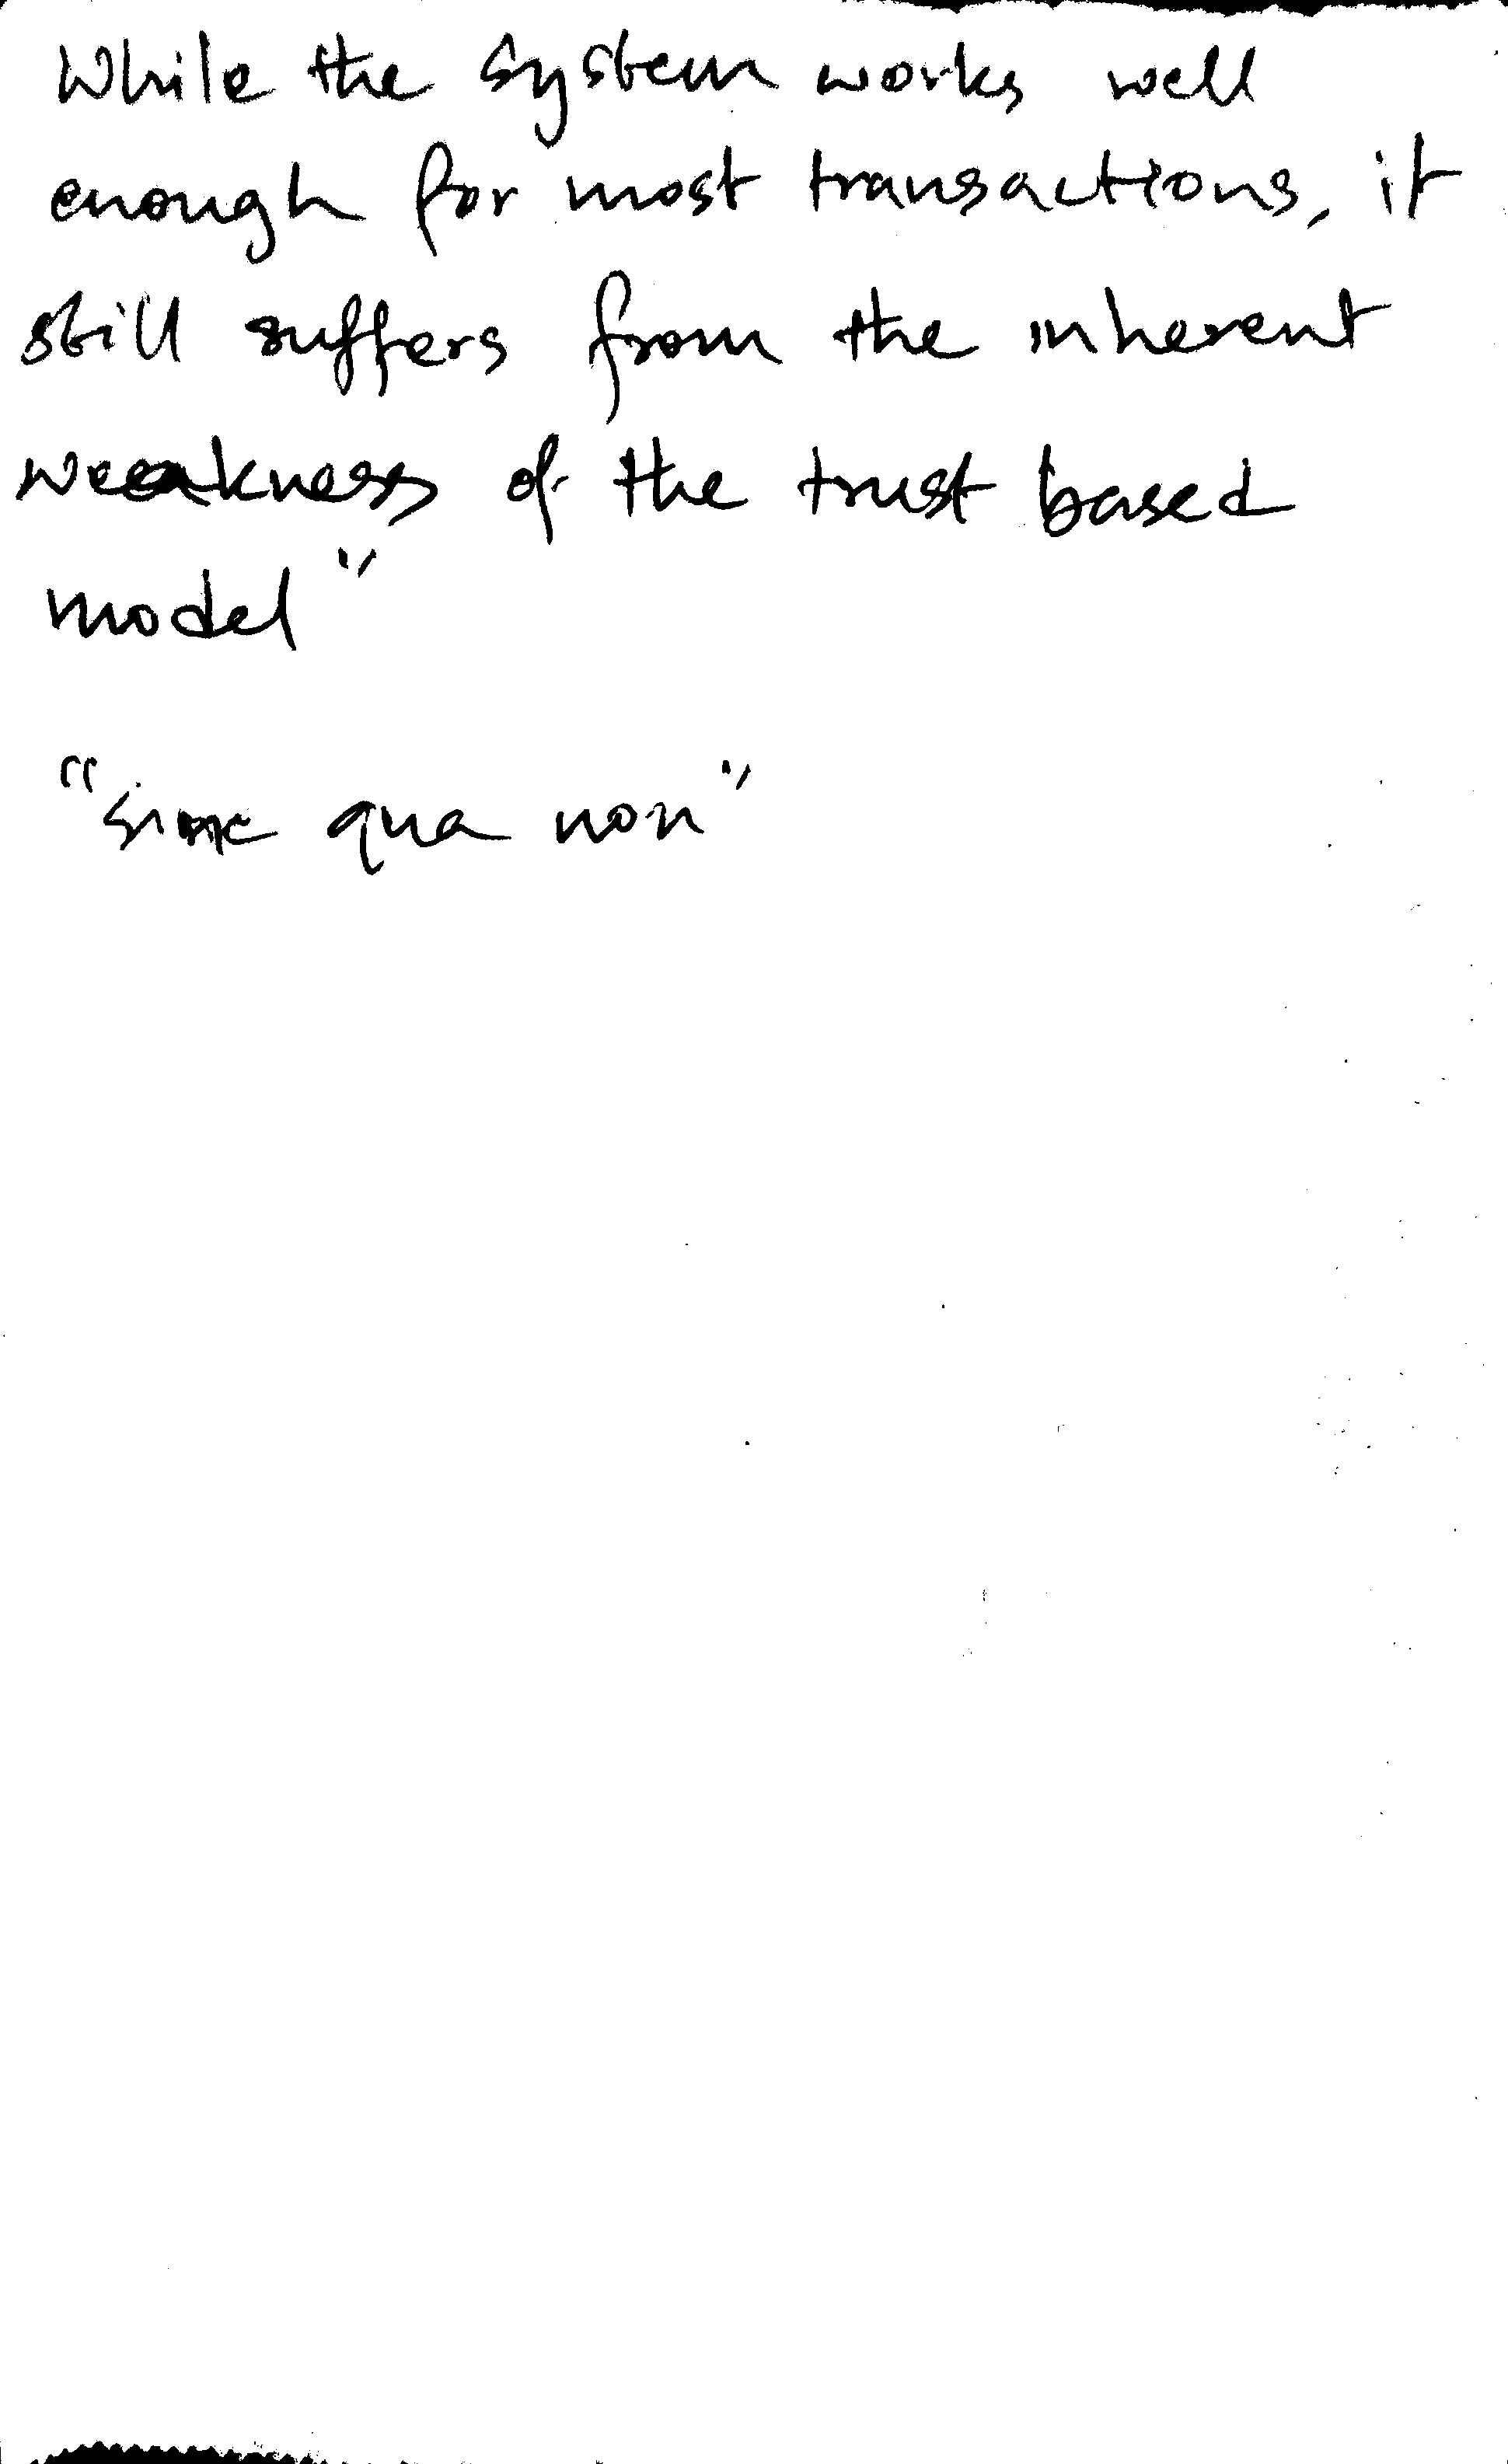 While the system works well
enough for most transactions, it
still suffers from the inherent
weakness of the trust based
model"
"sine qua non"